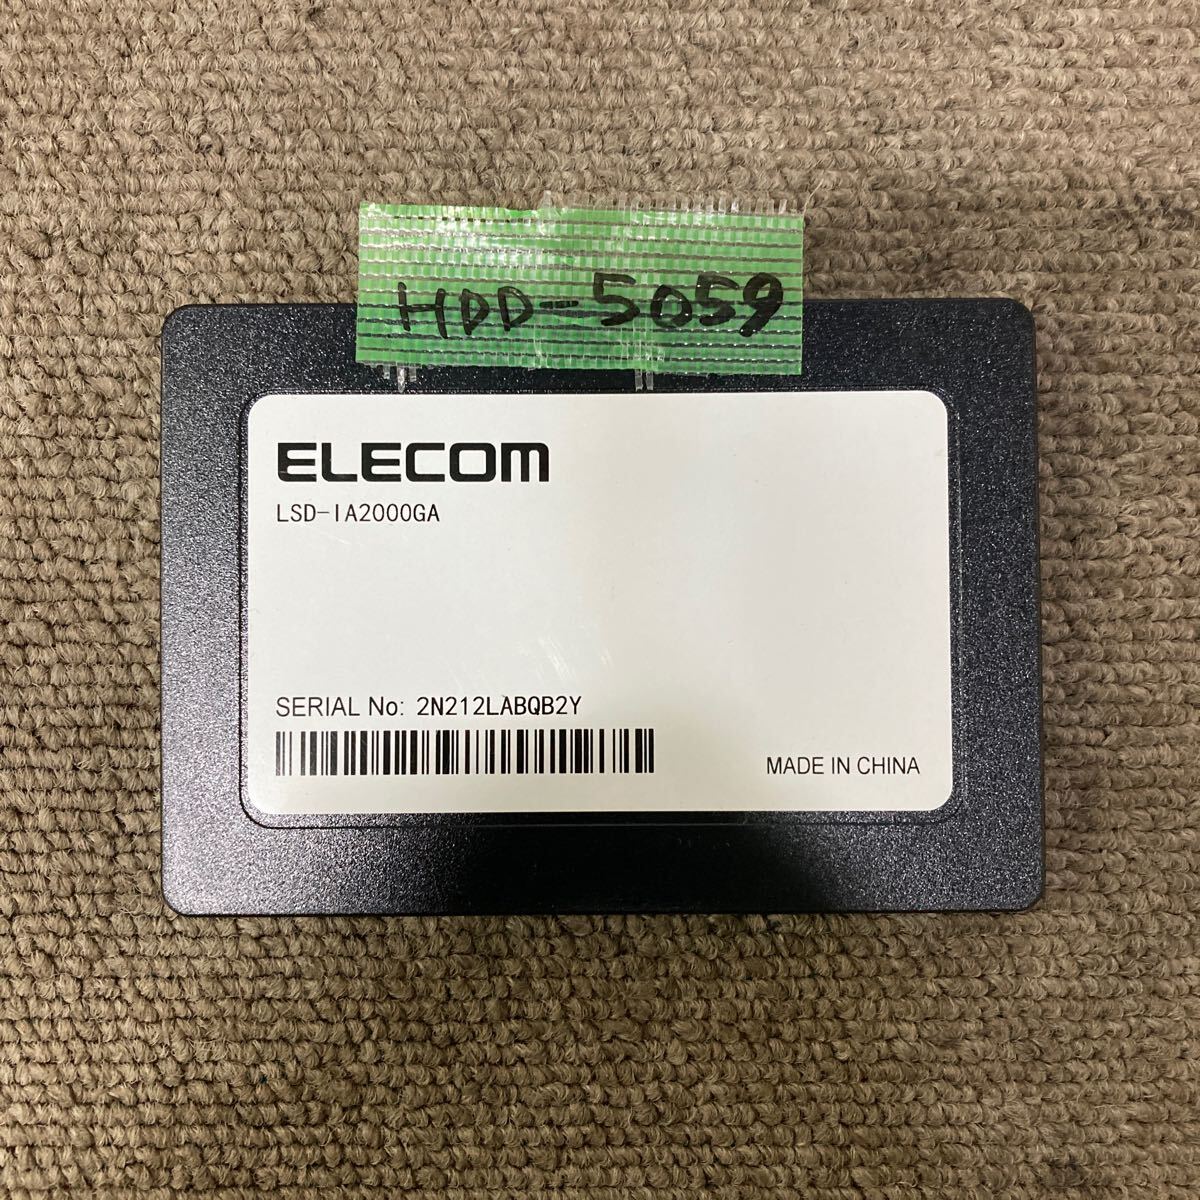 HDD-5059
ELECOM
LSD-IA2000GA
SERIAL No: 2N212LABQB2Y
MADE IN CHINA